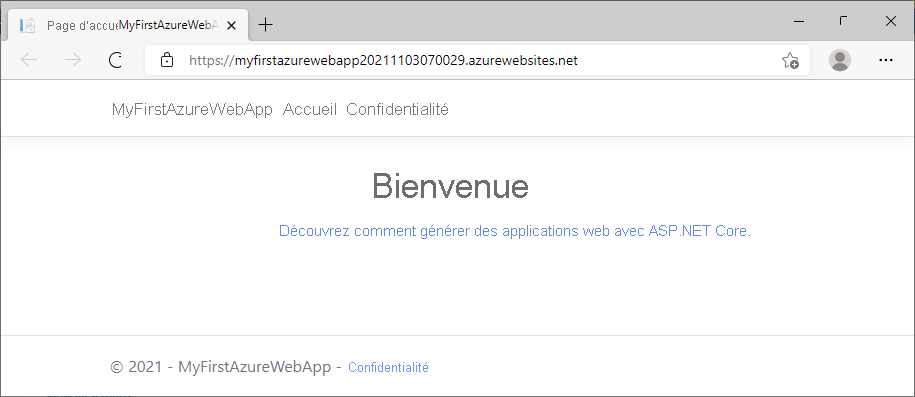 Page d'accueMyFirstAzureWebA
https://myfirstazurewebapp20211103070029.azurewebsites.net
MyFirstAzureWebApp Accueil Confidentialité
Bienvenue
Découvrez comment générer des applications web avec ASP.NET Core.
© 2021 - MyFirstAzureWebApp - Confidentialité